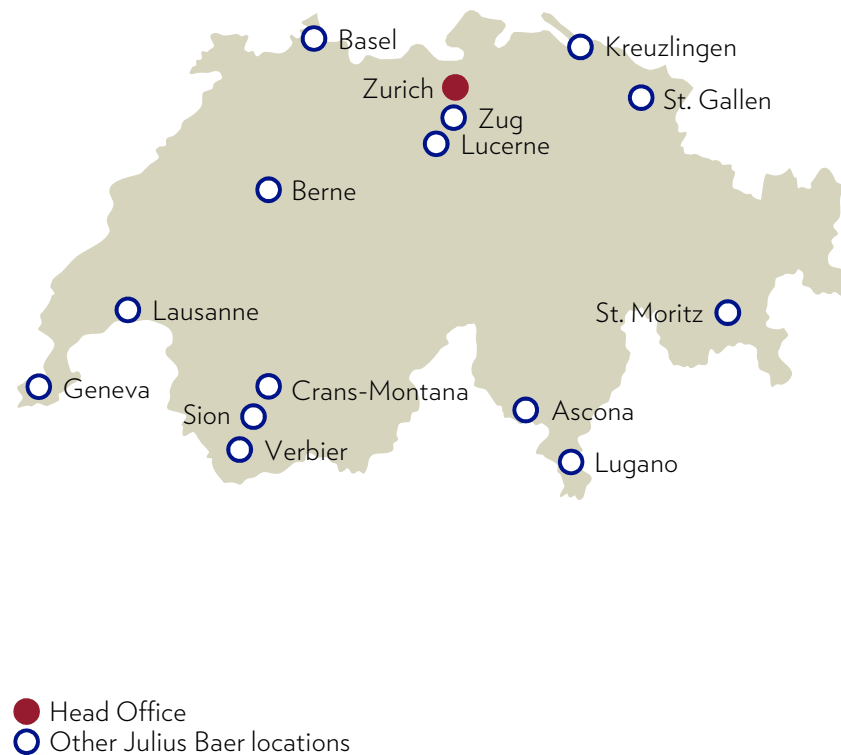 Basel
Kreuzlingen
Zurich
St. Gallen
Zug
Lucerne
Berne
Lausanne
St. Moritz
Geneva
Crans-Montana
Sion
Ascona
Verbier
Lugano
Head Office
Other Julius Baer locations